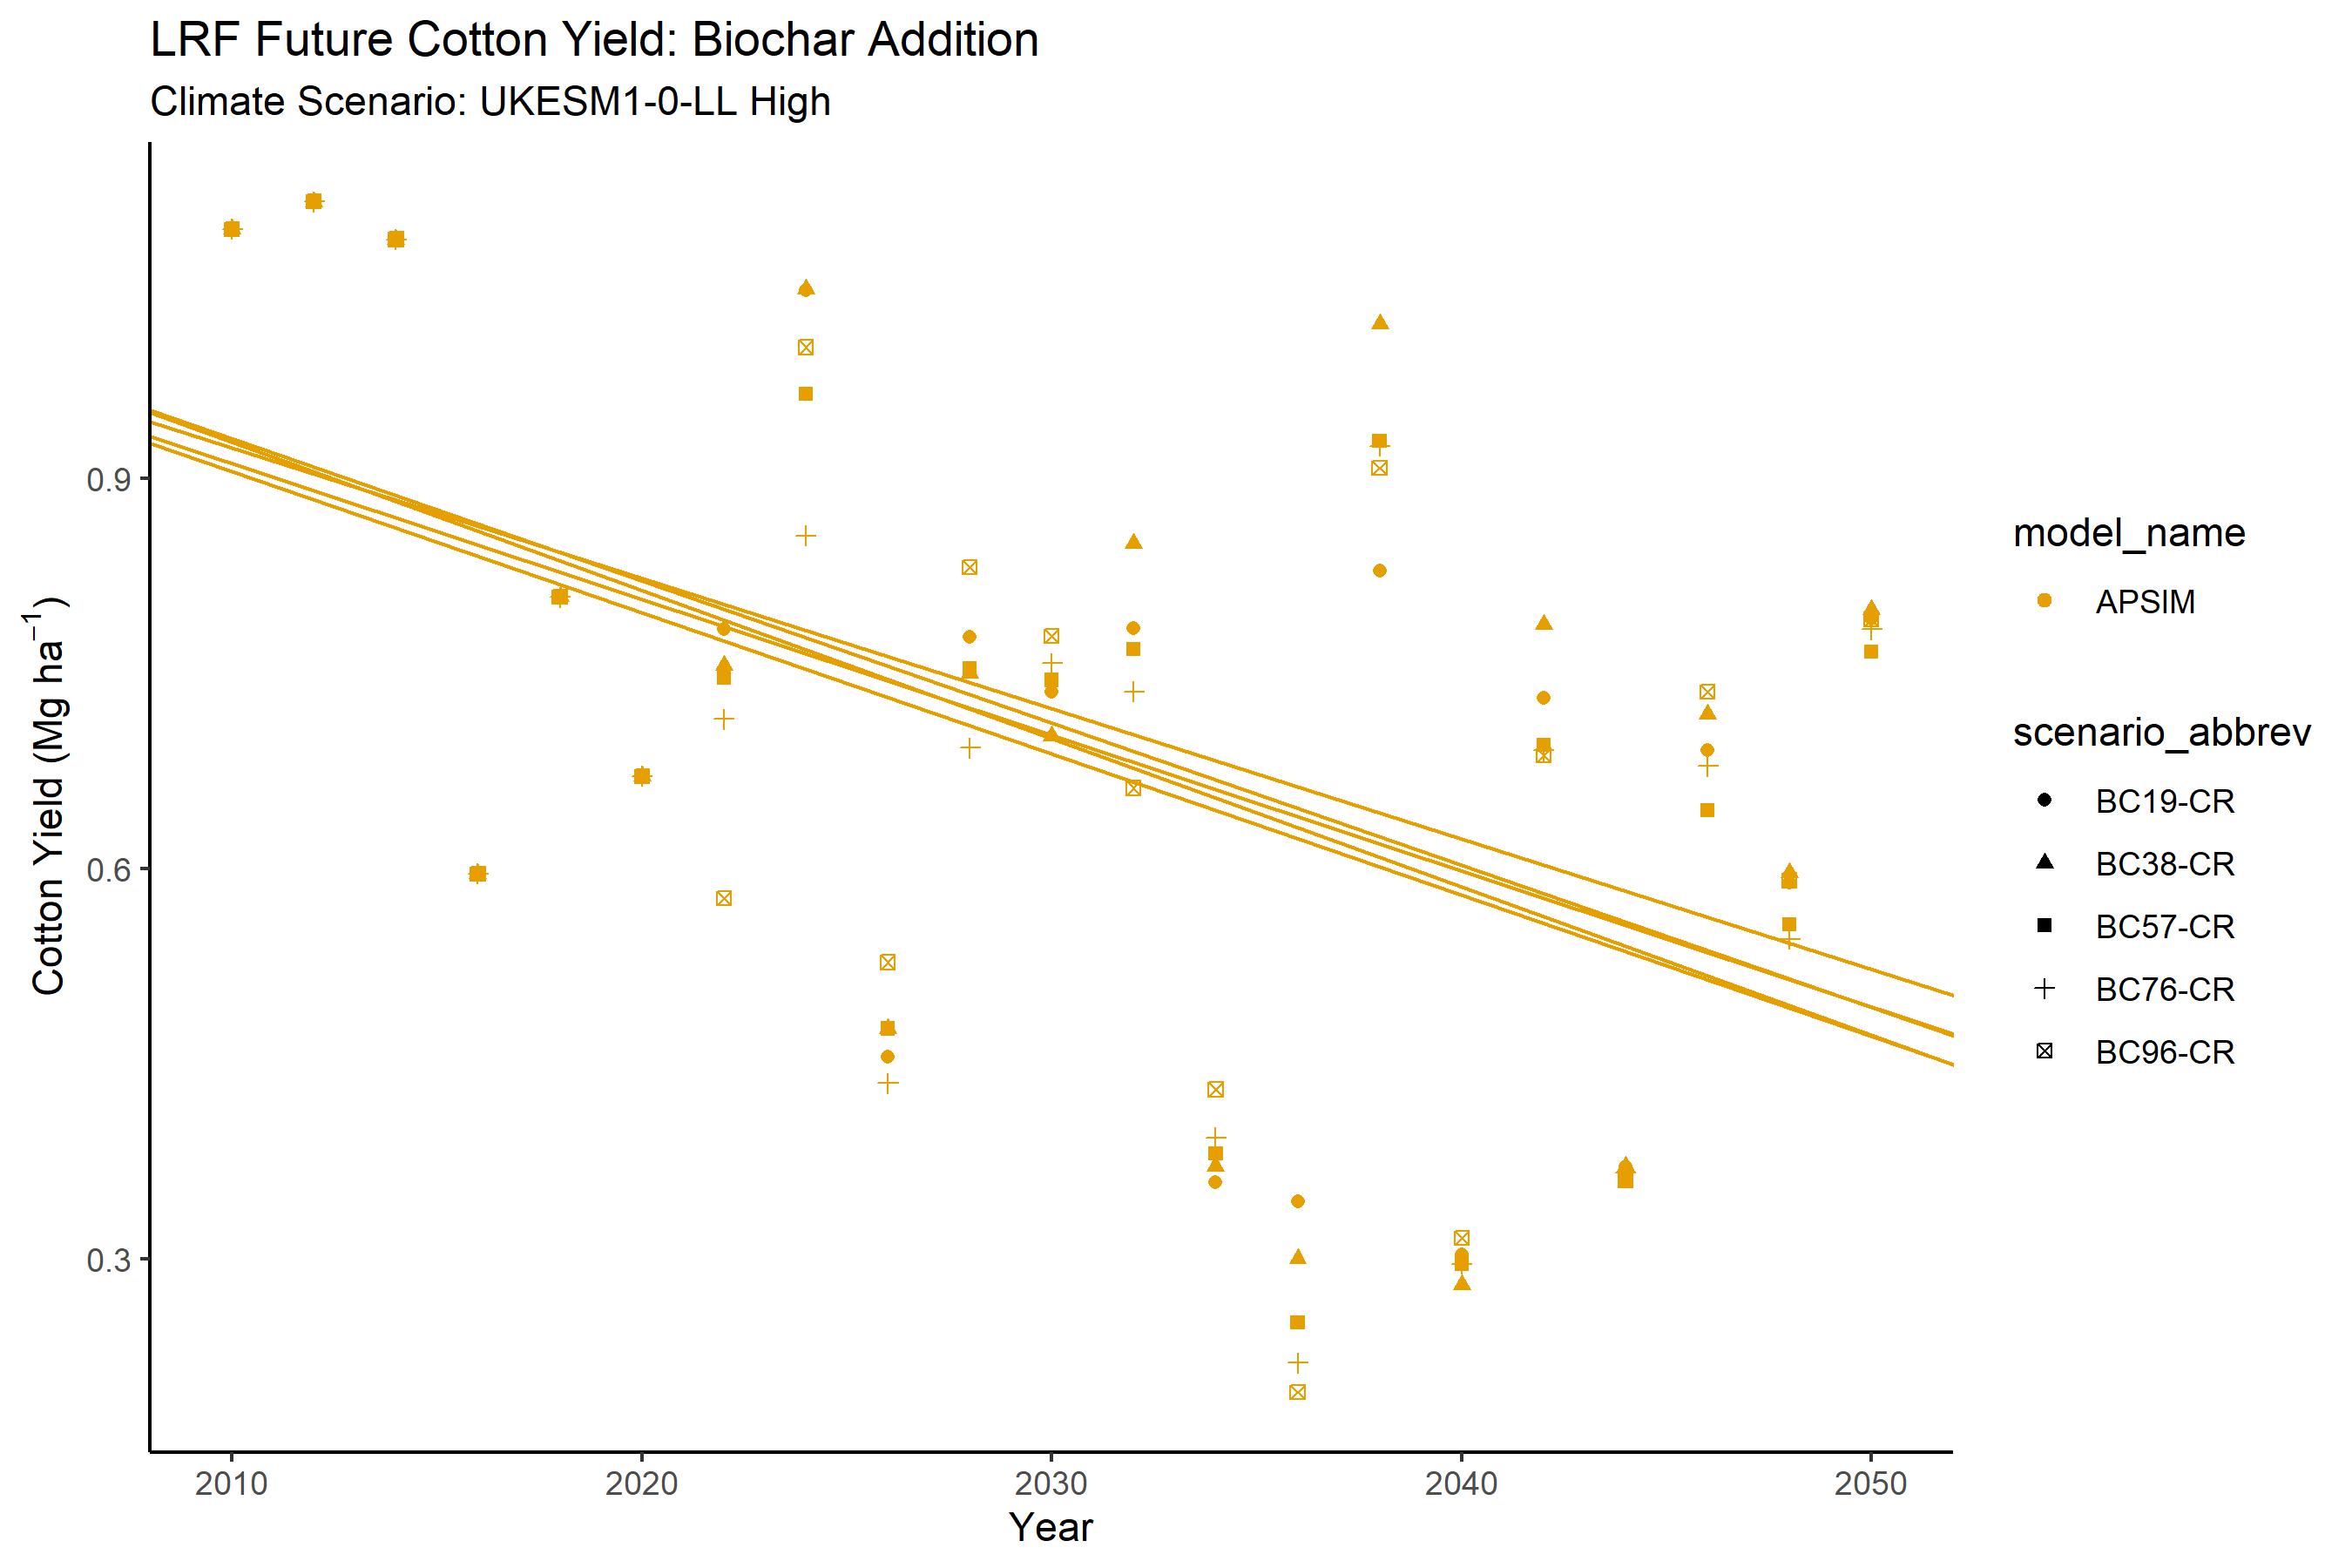 LRF Future Cotton Yield: Biochar Addition
Climate Scenario: UKESM1-0-LL High
Cotton Yield (Mg ha⁻¹)
0.9
0.6
0.3
2010 2020 2030 2040 2050
Year
model_name
APSIM
scenario_abbrev
BC19-CR
BC38-CR
BC57-CR
BC76-CR
BC96-CR